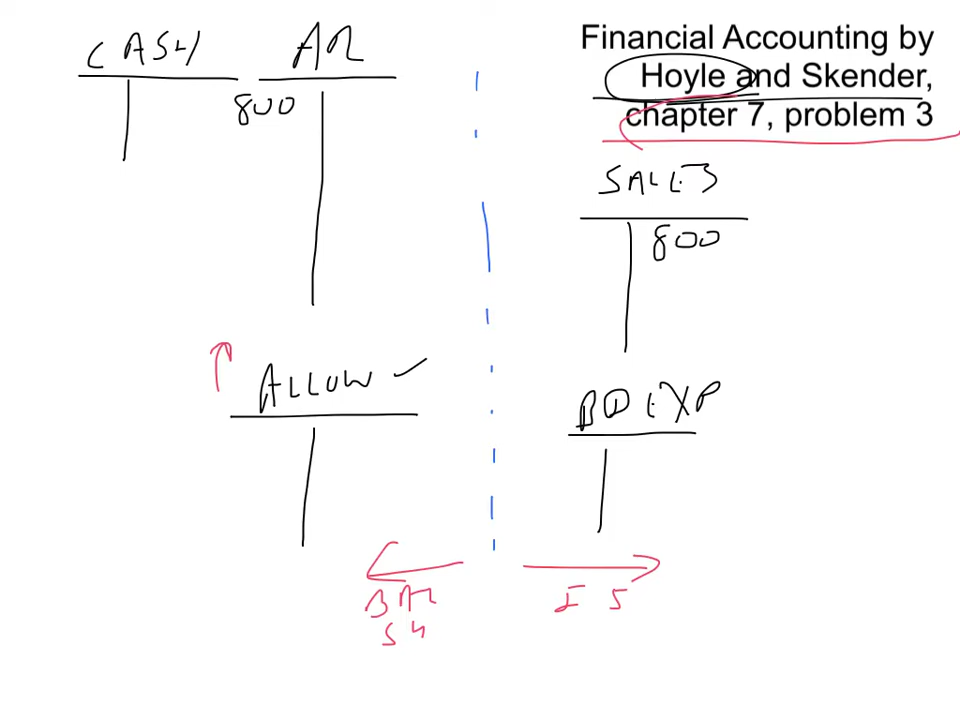 Financial Accounting by
Hoyle and Skender,
chapter 7, problem 3
CASH
AR
800
SALES
800
ALLOW
BD EXP
BAL
SH
IS